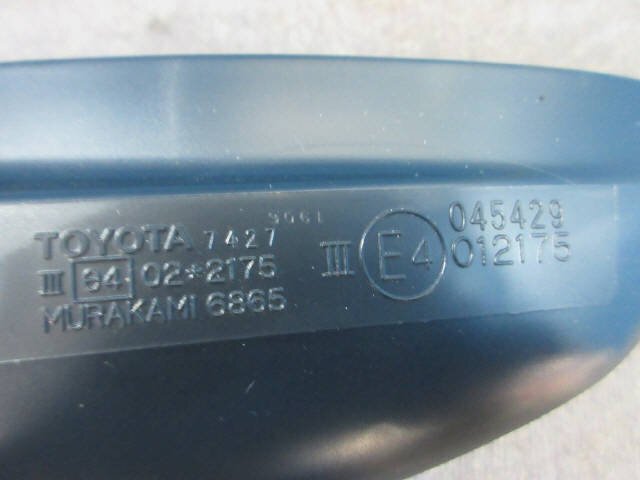 TOYOTA 7427
III 64 02*2175
MURAKAMI 6865
III E4 045429
012175